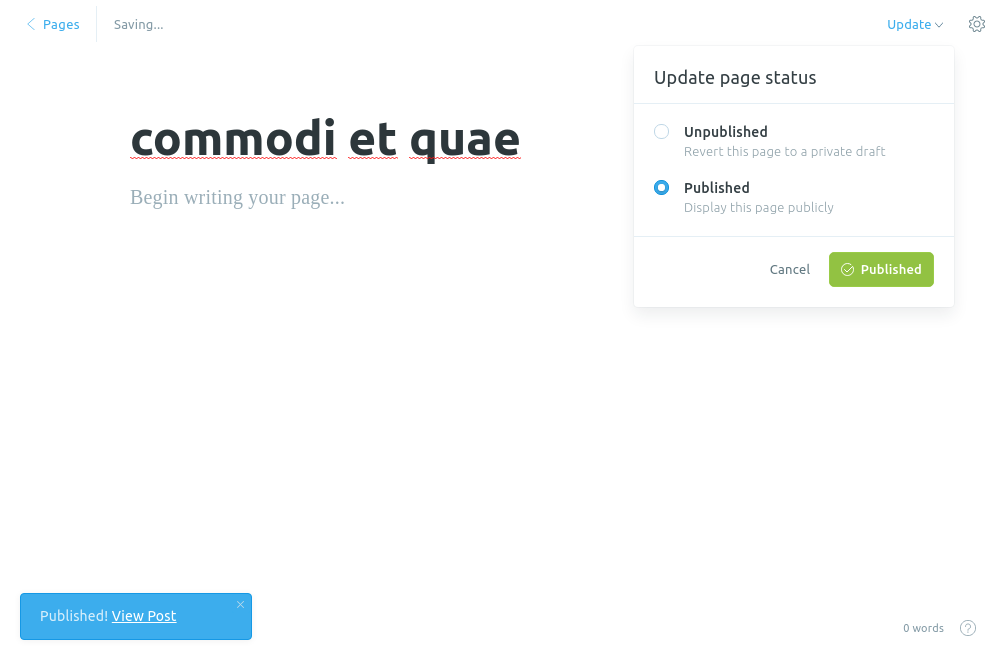 Pages
Saving...
Update
Update page status
Unpublished
Revert this page to a private draft
Published
Display this page publicly
Cancel
Published
commodi et quae
Begin writing your page...
Published! View Post
0 words
?